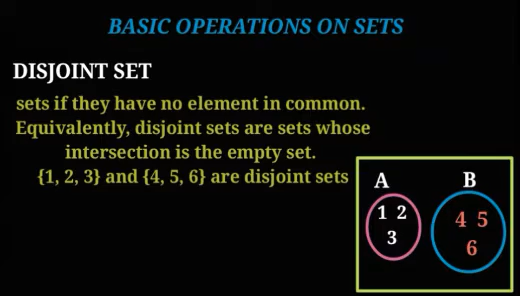 BASIC OPERATIONS ON SETS
DISJOINT SET
sets if they have no element in common.
Equivalently, disjoint sets are sets whose
intersection is the empty set.
{1, 2, 3} and {4, 5, 6} are disjoint sets
A B
1 2
3
4 5
6